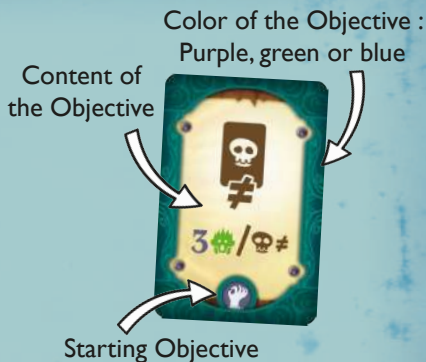 Color of the Objective :
Purple, green or blue
Content of
the Objective
≠
3 / ≠
Starting Objective